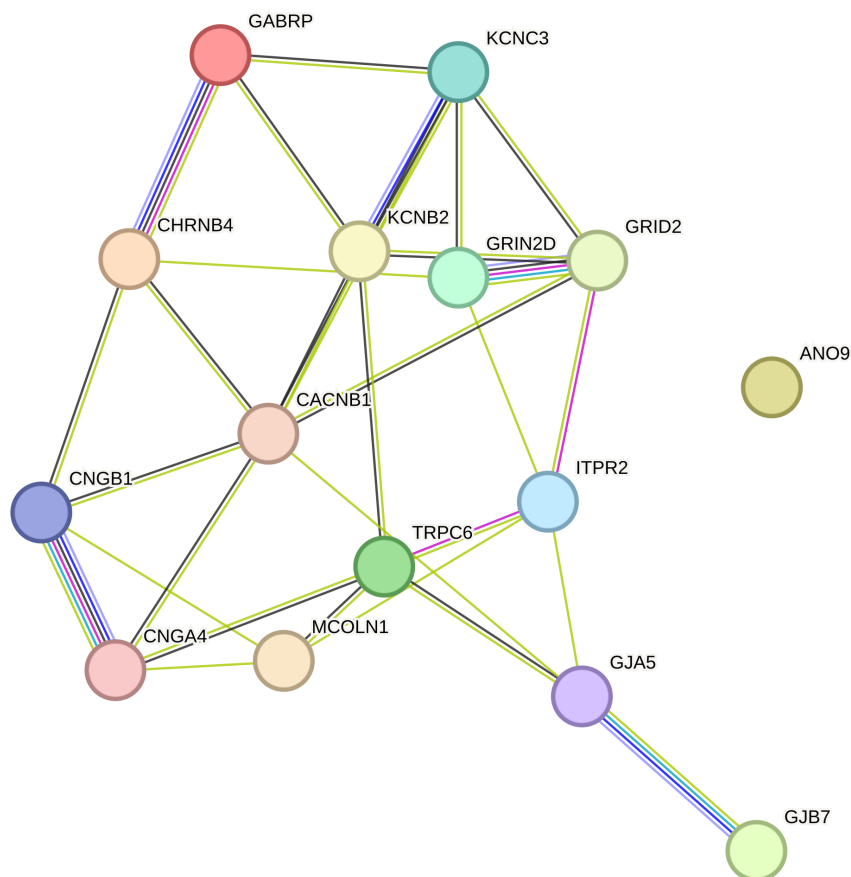 GABRP
KCNC3
KCNB2
CHRNB4
GRID2
GRIN2D
ANO9
CACNB1
ITPR2
CNGB1
TRPC6
MCOLN1
CNGA4
GJA5
GJB7